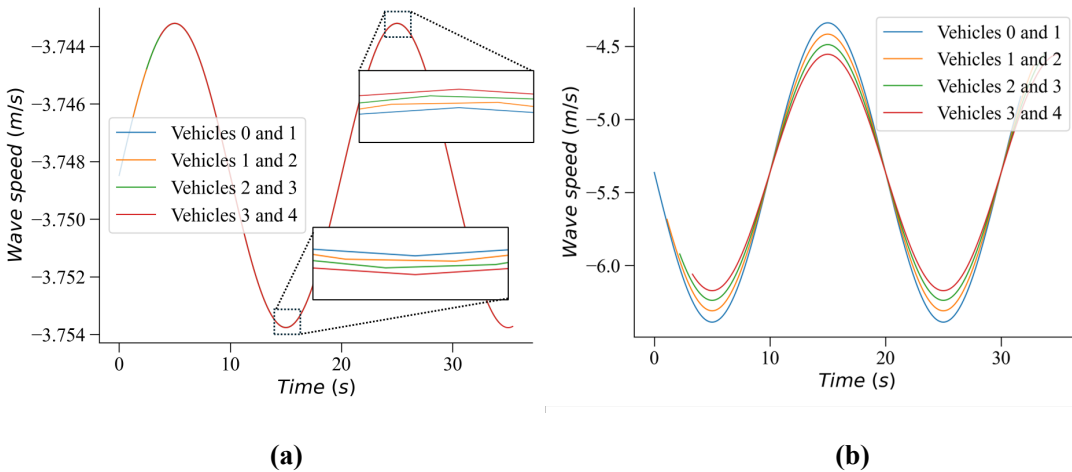 −3.744
−3.746
−3.748
−3.750
−3.752
−3.754
Wave speed (m/s)
Vehicles 0 and 1
Vehicles 1 and 2
Vehicles 2 and 3
Vehicles 3 and 4
0
10
20
30
Time (s)
(a)
−4.5
−5.0
−5.5
−6.0
Wave speed (m/s)
Vehicles 0 and 1
Vehicles 1 and 2
Vehicles 2 and 3
Vehicles 3 and 4
0
10
20
30
Time (s)
(b)